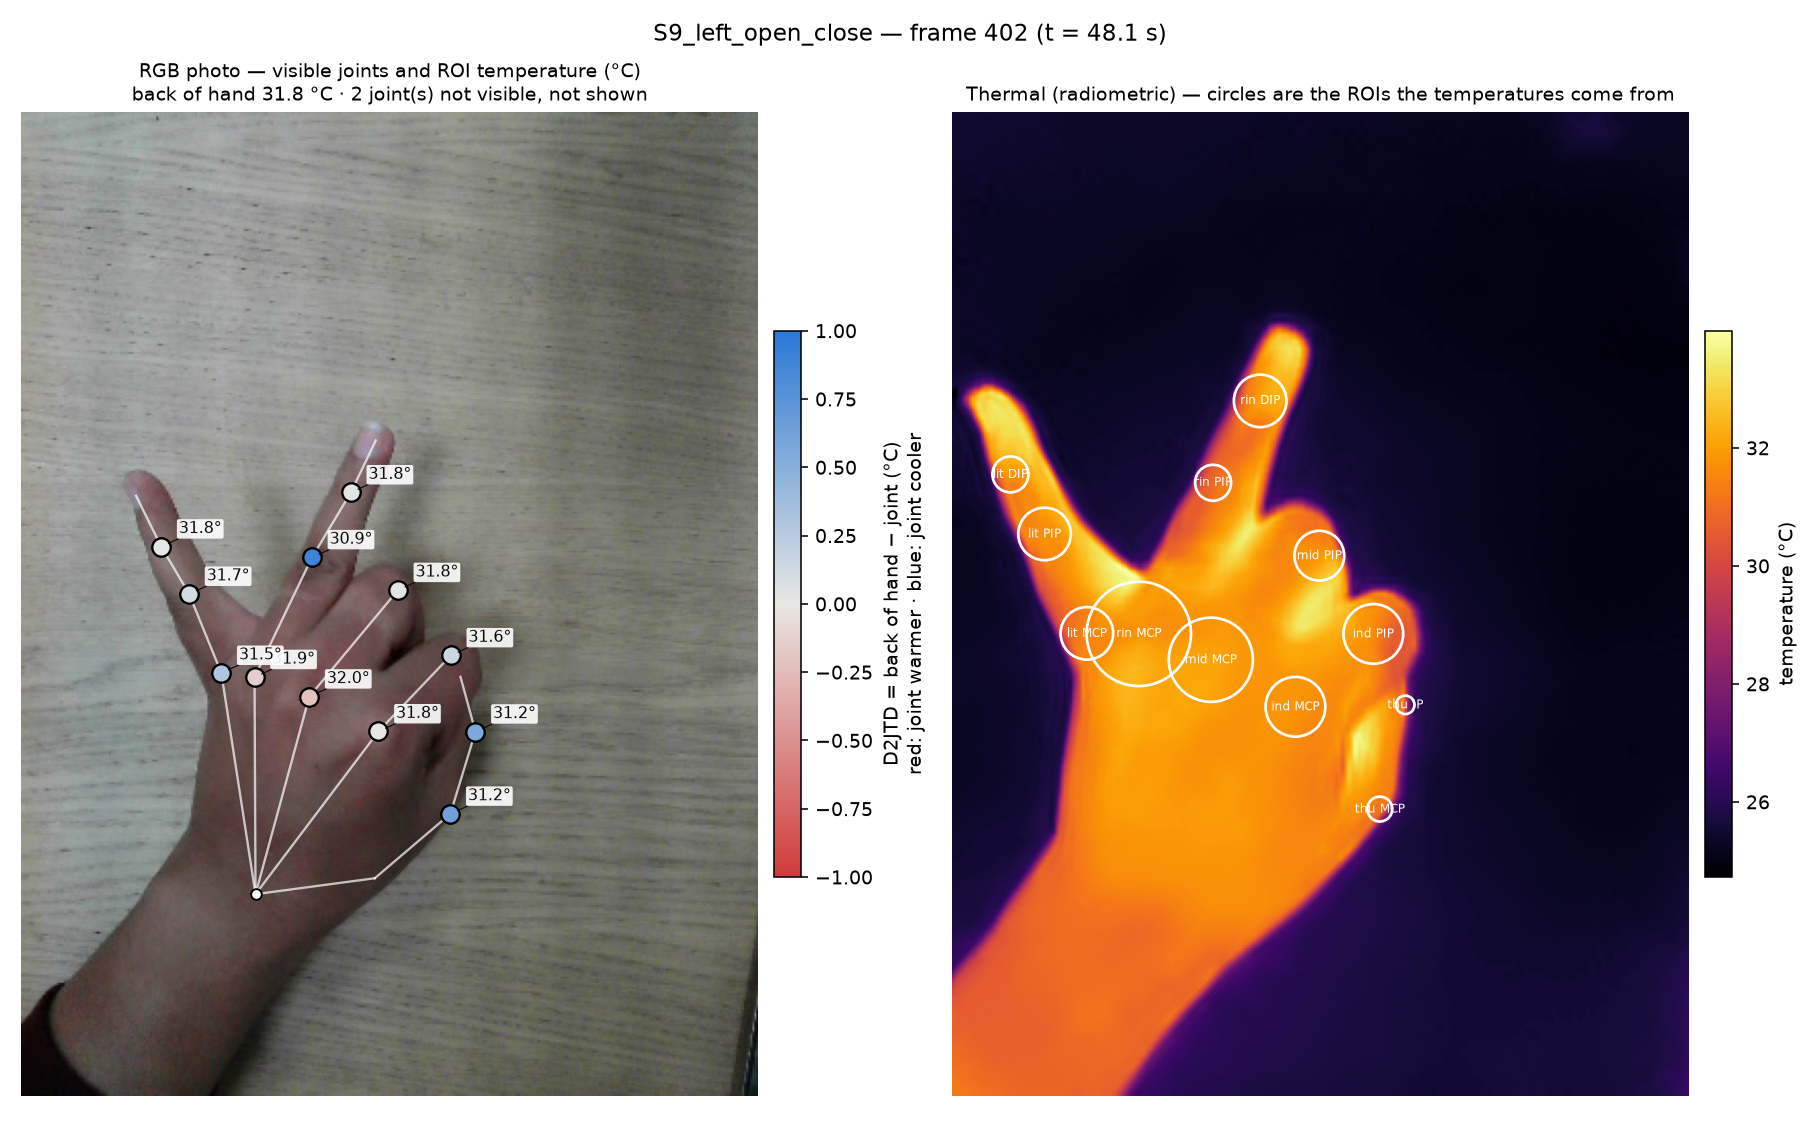 S9_left_open_close — frame 402 (t = 48.1 s)
RGB photo — visible joints and ROI temperature (°C)
back of hand 31.8 °C · 2 joint(s) not visible, not shown
31.8°
31.8°
30.9°
31.7°
31.8°
31.6°
31.5°
1.9°
32.0°
31.8°
31.2°
31.2°
1.00
0.75
0.50
0.25
0.00
−0.25
−0.50
−0.75
−1.00
D2JTD = back of hand − joint (°C)
red: joint warmer · blue: joint cooler
Thermal (radiometric) — circles are the ROIs the temperatures come from
rin DIP
lit DIP
rin PIP
lit PIP
mid PIP
lit MCP
rin MCP
ind PIP
mid MCP
ind MCP
thu IP
thu MCP
32
30
28
26
temperature (°C)